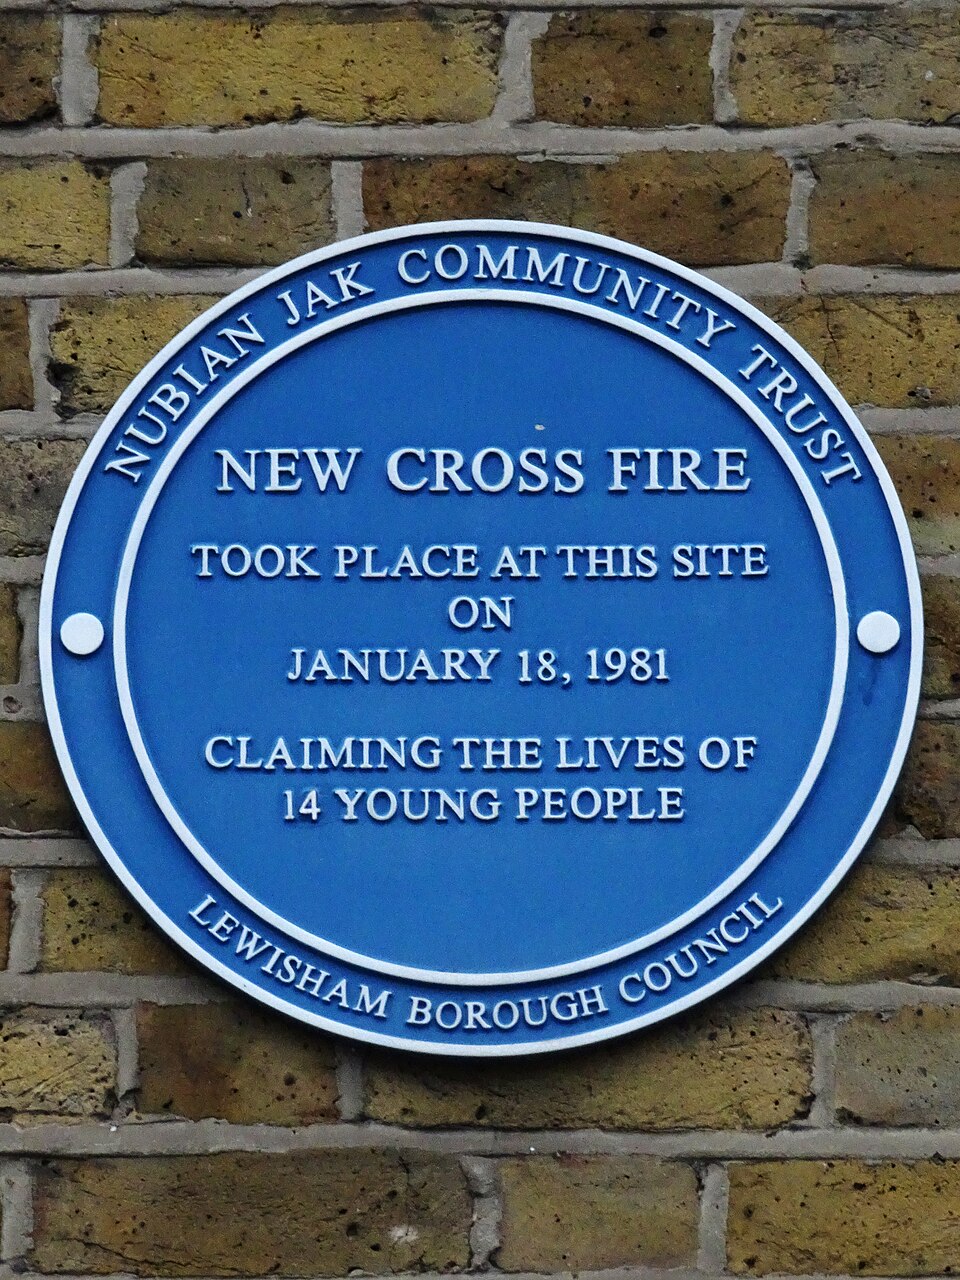 NUBIAN JAK COMMUNITY TRUST
NEW CROSS FIRE
TOOK PLACE AT THIS SITE
ON
JANUARY 18, 1981
CLAIMING THE LIVES OF
14 YOUNG PEOPLE
LEWISHAM BOROUGH COUNCIL